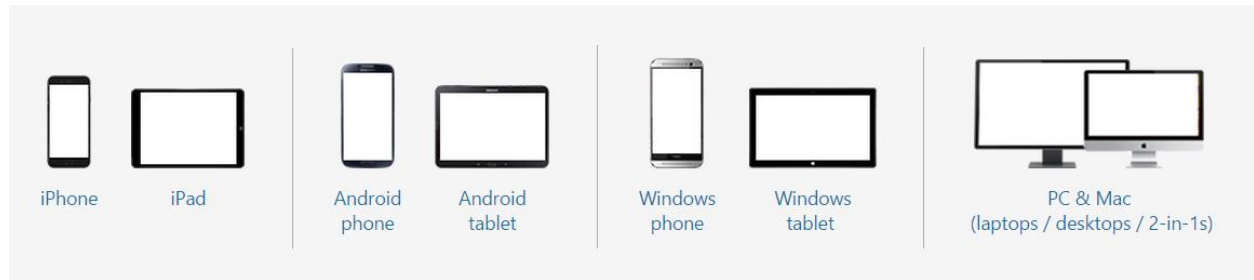 iPhone
iPad
Android
phone
Android
tablet
Windows
phone
Windows
tablet
PC & Mac
(laptops / desktops / 2-in-1s)